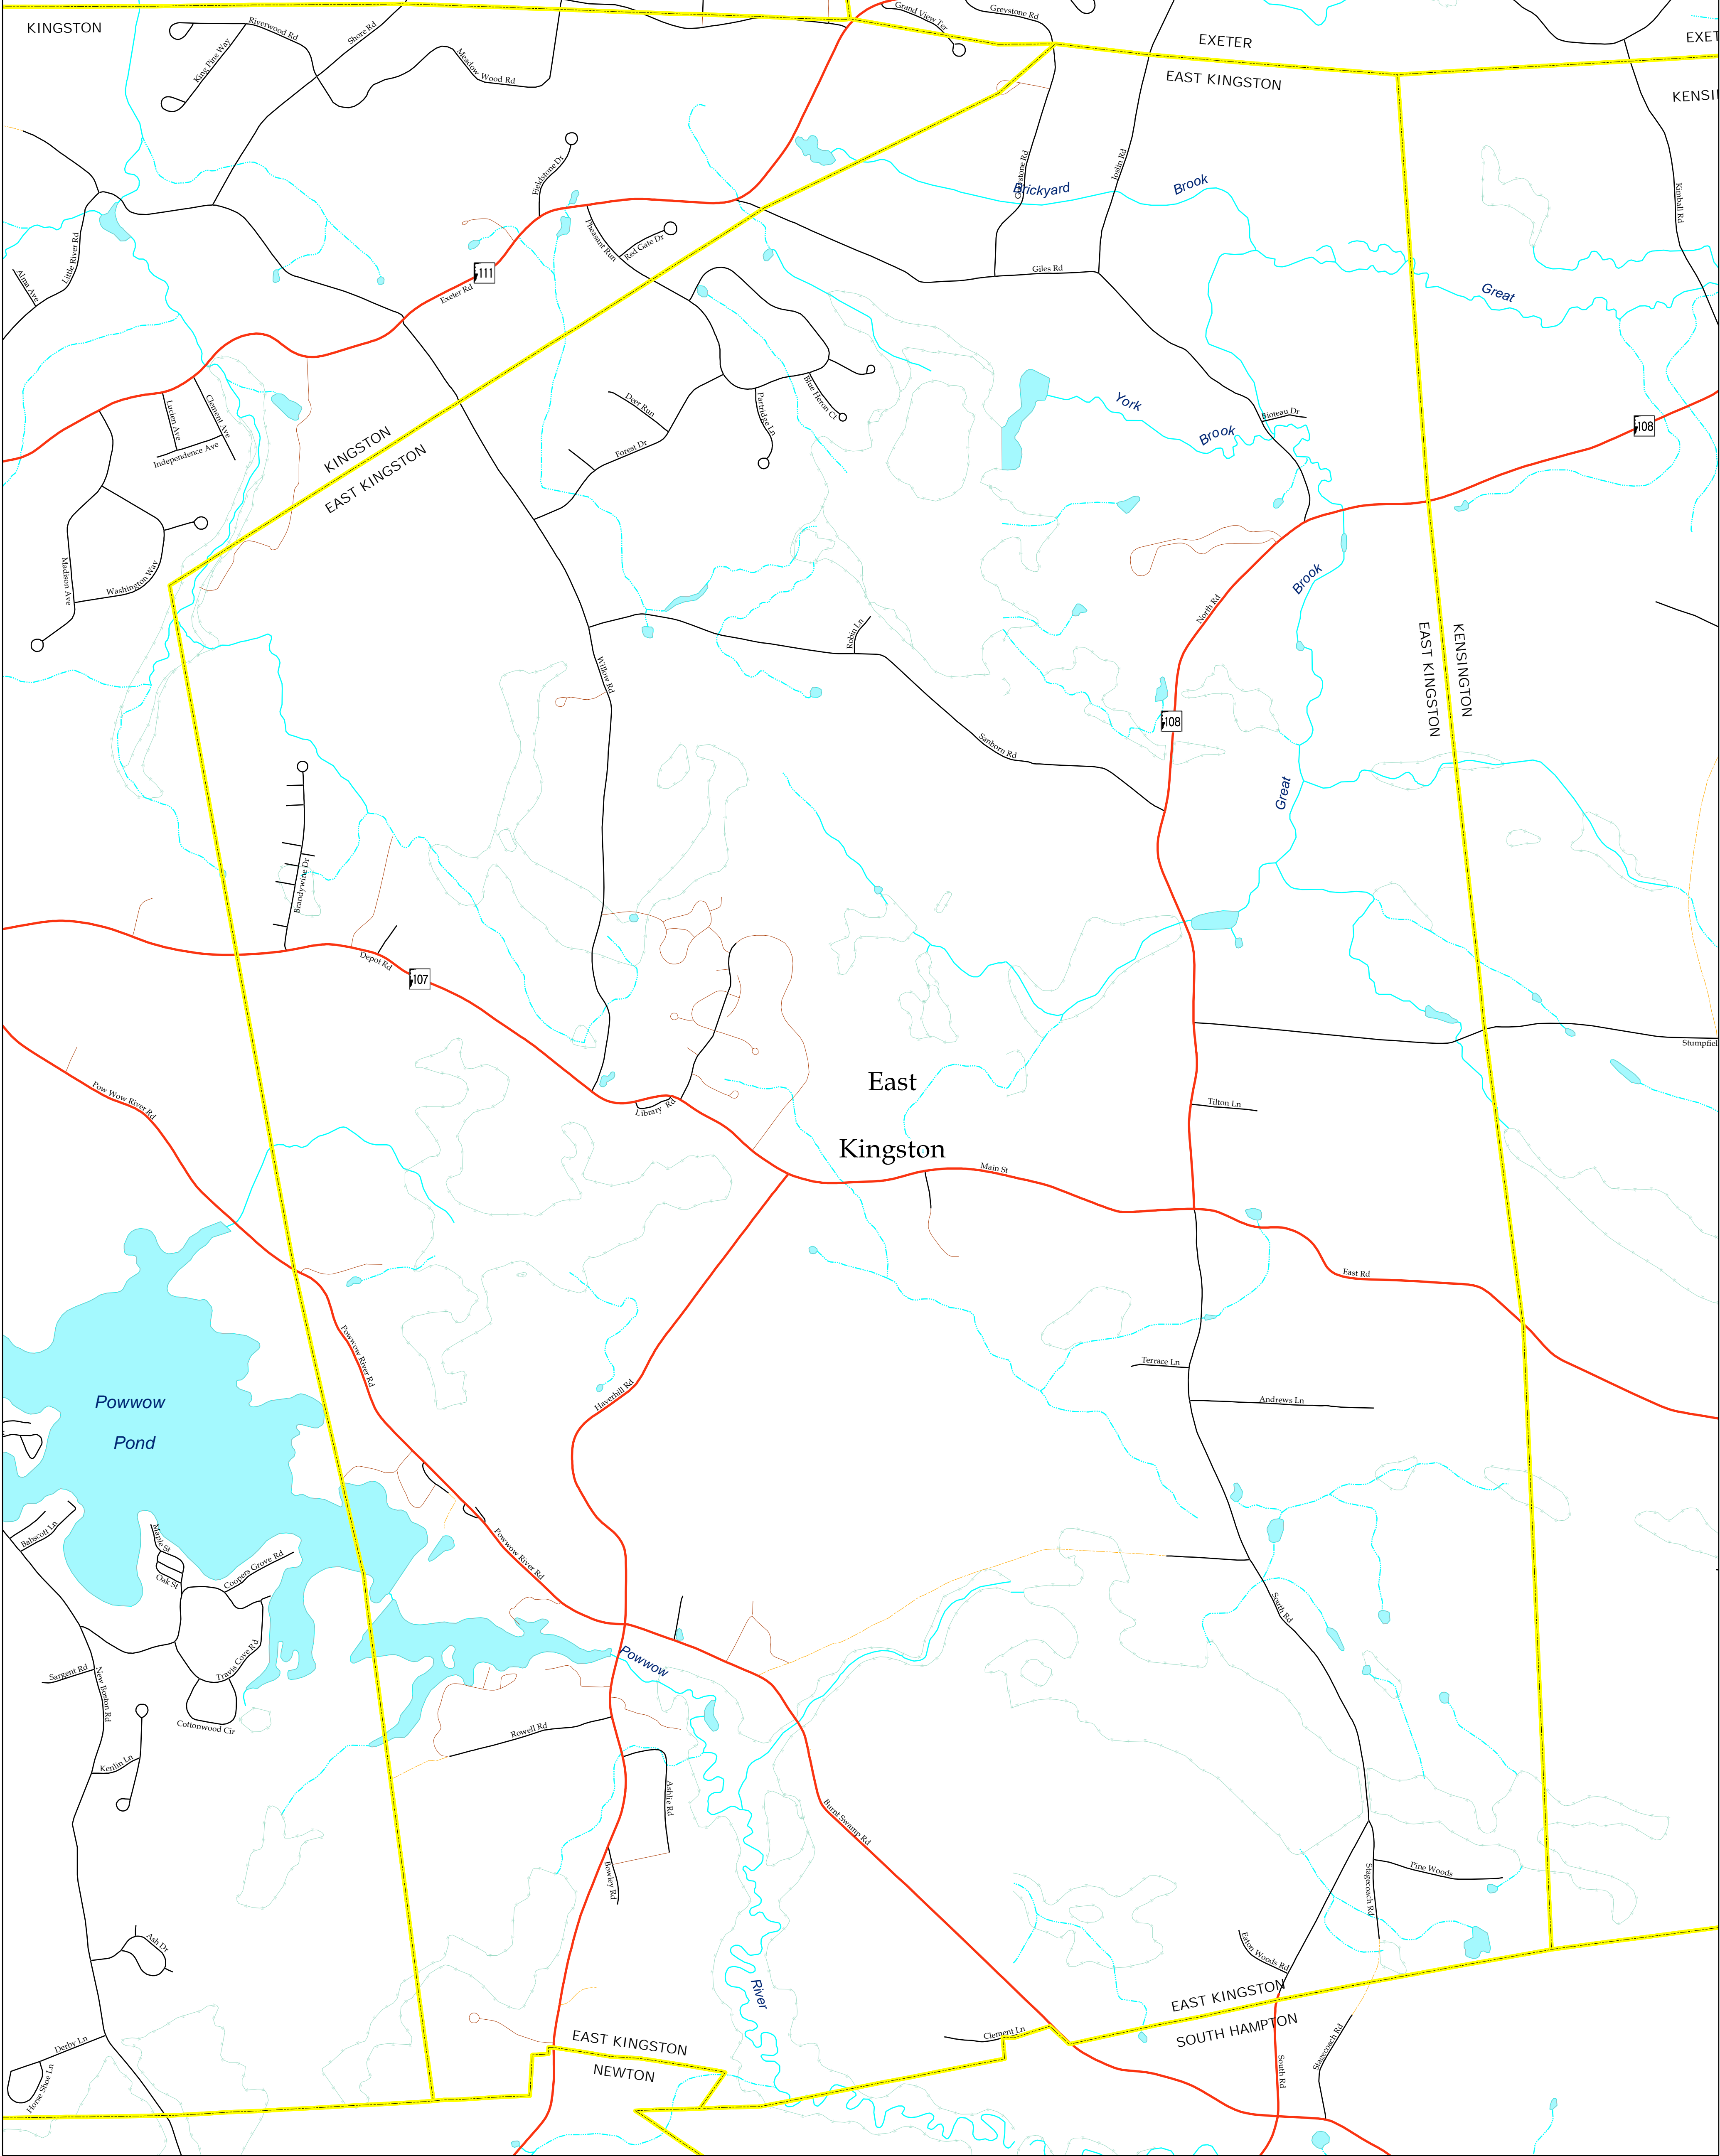 KINGSTON
Riverwood Rd
King Pine Way
Shore Rd
Meadow Wood Rd
Grand View Ter
Greystone Rd
EXETER
EAST KINGSTON
EXET
KENSI
Fieldstone Dr
Greystone Rd
Joslin Rd
Brickyard
Brook
Kimball Rd
Little River Rd
Alma Ave
Pheasant Run
Red Gate Dr
111
Exeter Rd
Giles Rd
Great
Lucien Ave
Clement Ave
Independence Ave
Deer Run
Forest Dr
Partridge Ln
Blue Heron Ct
York
Brook
Bioteau Dr
108
KINGSTON
EAST KINGSTON
Madison Ave
Washington Way
Brook
North Rd
Robin Ln
Willow Rd
EAST KINGSTON
KENSINGTON
108
Sanborn Rd
Great
Brandywine Dr
Depot Rd
107
Stumpfiel
Pow Wow River Rd
Library Rd
East
Kingston
Tilton Ln
Main St
East Rd
Powwow River Rd
Haverhill Rd
Terrace Ln
Andrews Ln
Powwow
Pond
Babscott Ln
Maple St
Oak St
Coopers Grove Rd
Powwow River Rd
Travis Cove Rd
Sargent Rd
New Boston Rd
Cottonwood Cir
Powwow
South Rd
Rowell Rd
Kenlin Ln
Ashlie Rd
Burnt Swamp Rd
Bowley Rd
Stagecoach Rd
Pine Woods
Ash Dr
Eaton Woods Rd
River
EAST KINGSTON
SOUTH HAMPTON
Clement Ln
EAST KINGSTON
NEWTON
Derby Ln
Horse Shoe Ln
South Rd
Stagecoach Rd